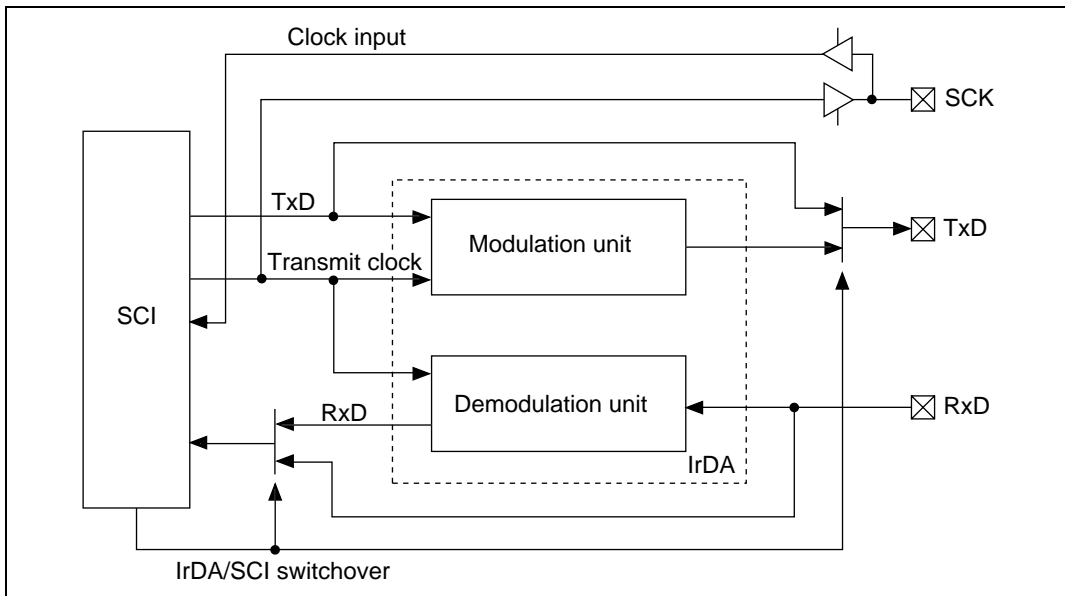 Clock input
SCK
TxD
Modulation unit
TxD
Transmit clock
SCI
Demodulation unit
RxD
RxD
IrDA
IrDA/SCI switchover